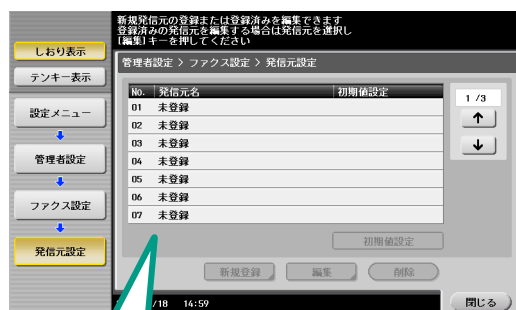 新規発信元の登録または登録済みを編集できます
登録済みの発信元を編集する場合は発信元を選択し
[編集]キーを押してください
しおり表示
テンキー表示
設定メニュー
管理者設定
ファクス設定
発信元設定
管理者設定 > ファクス設定 > 発信元設定
No. 発信元名 初期値設定
01 未登録
02 未登録
03 未登録
04 未登録
05 未登録
06 未登録
07 未登録
1 /3
↑
↓
初期値設定
新規登録 編集 削除
/18 14:59
閉じる